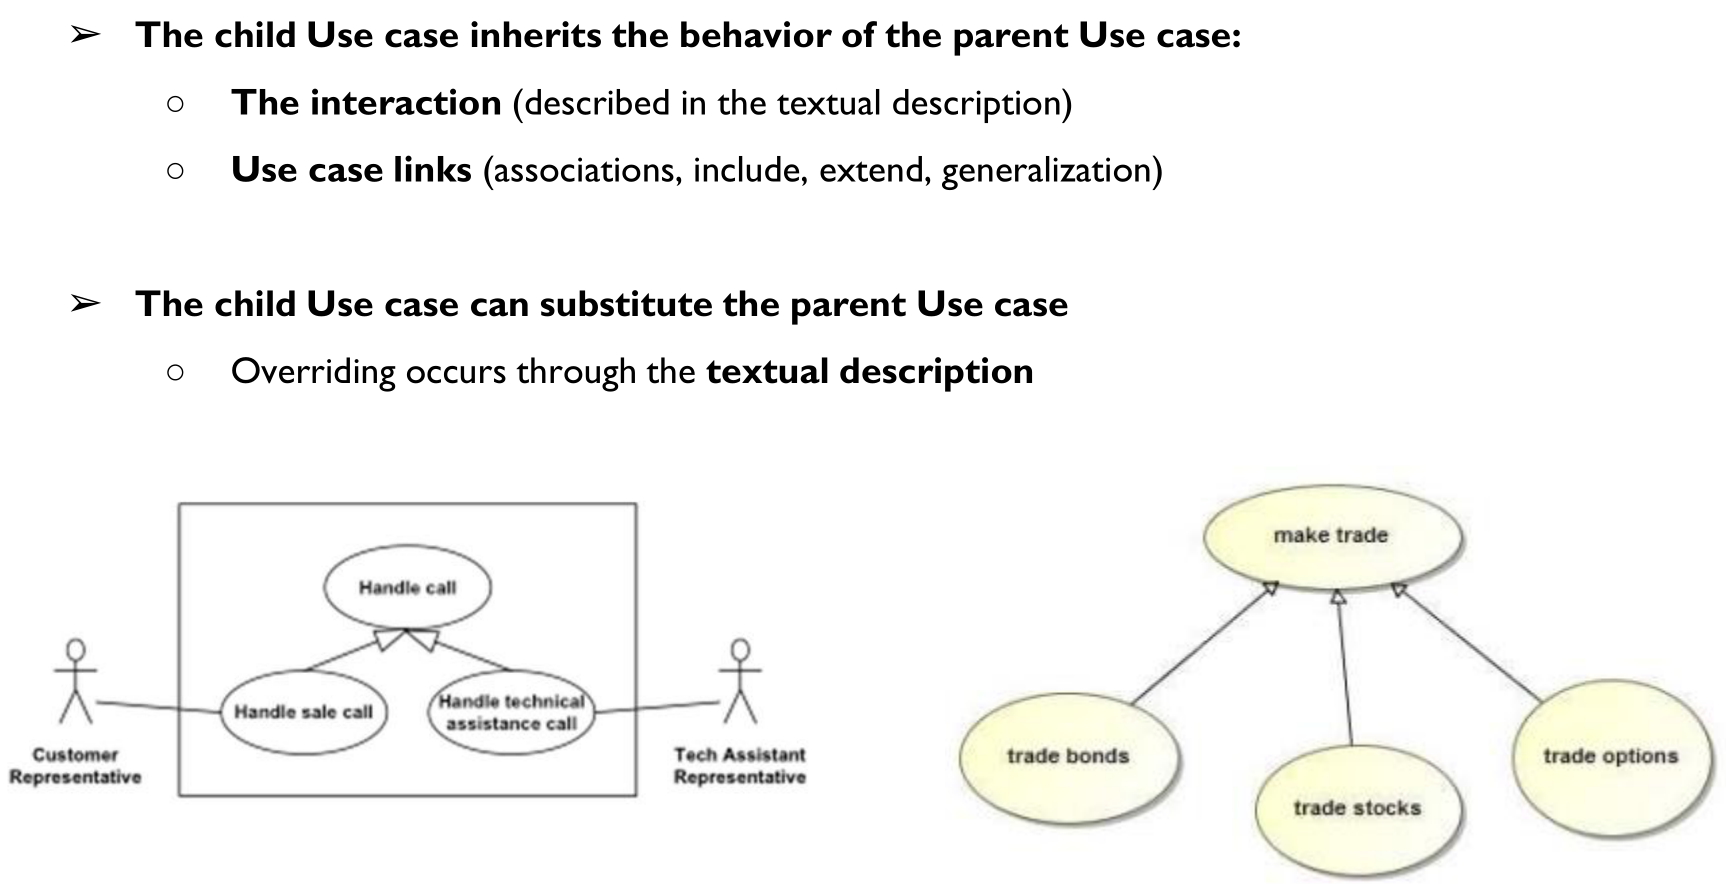 ➢ The child Use case inherits the behavior of the parent Use case:
○ The interaction (described in the textual description)
○ Use case links (associations, include, extend, generalization)
➢ The child Use case can substitute the parent Use case
○ Overriding occurs through the textual description
Handle call
Handle sale call
Handle technical
assistance call
Customer
Representative
Tech Assistant
Representative
make trade
trade bonds
trade stocks
trade options